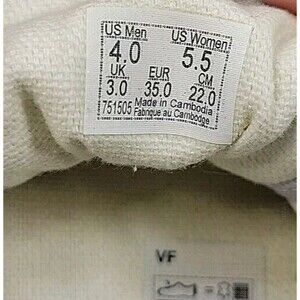 US Men US Women
4.0 5.5
UK EUR CM
3.0 35.0 22.0
751505 Made in Cambodia
Fabrique au Cambodge
VF